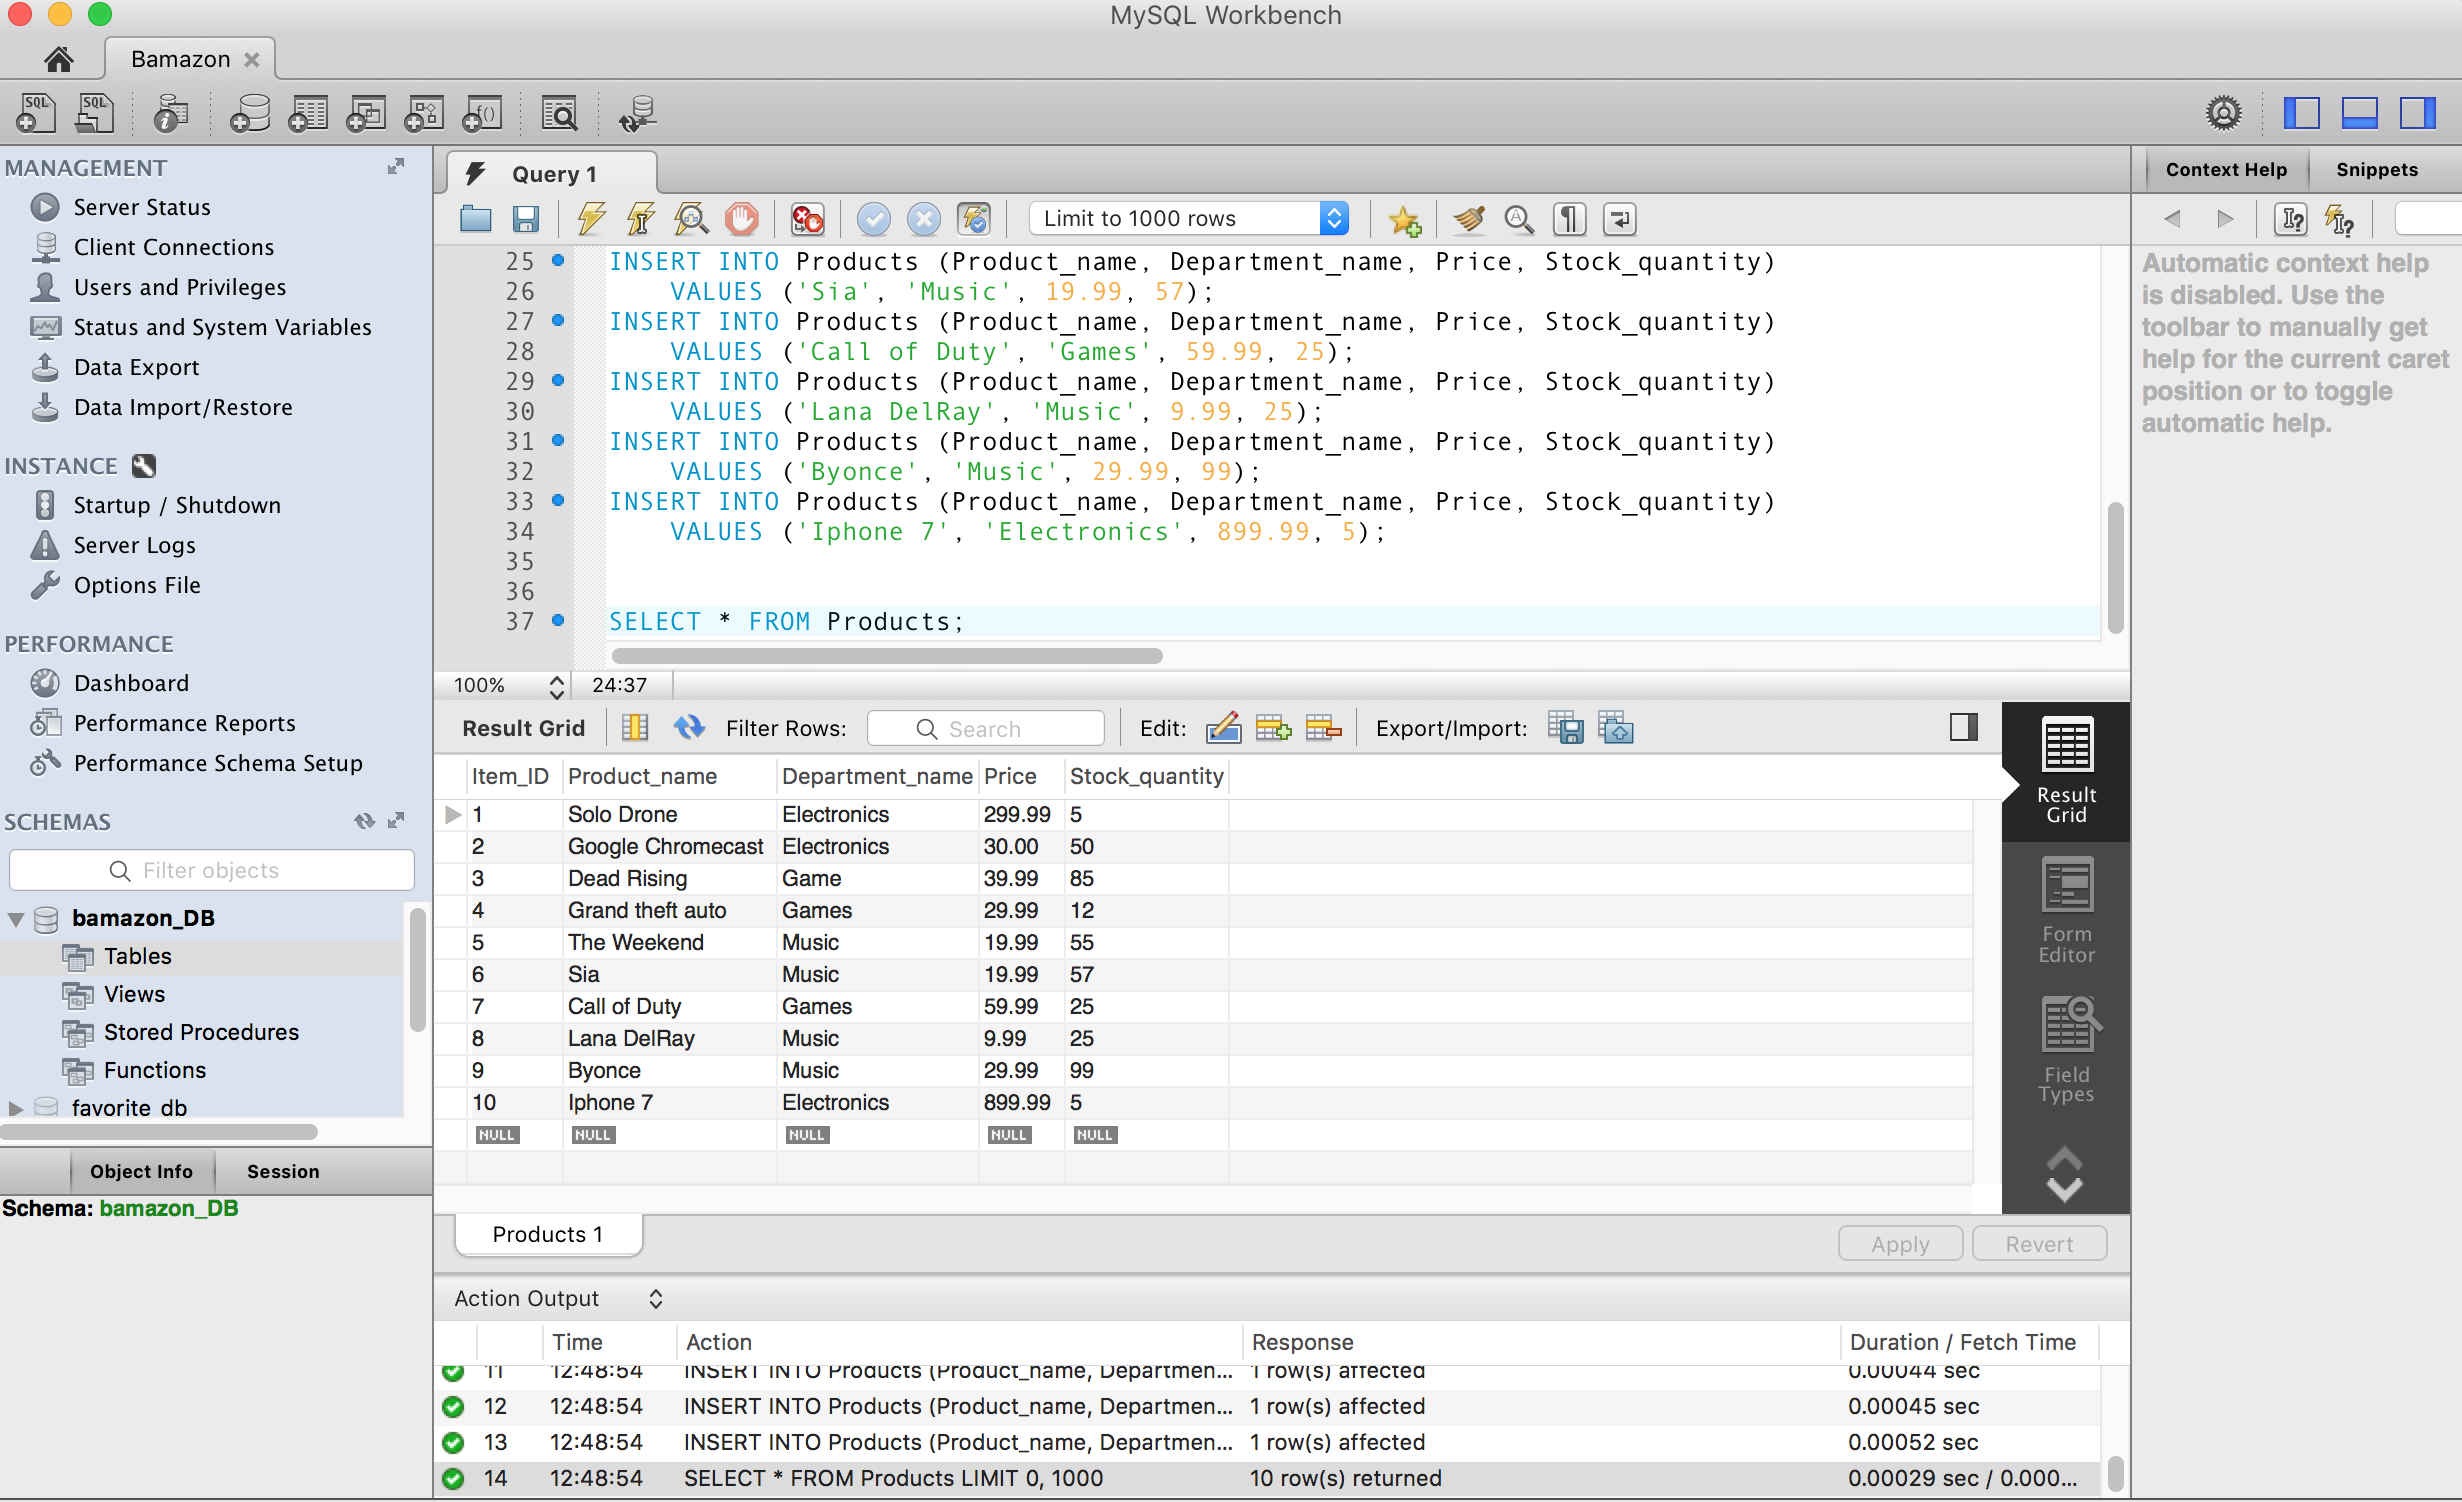 MySQL Workbench
Bamazon
MANAGEMENT
Server Status
Client Connections
Users and Privileges
Status and System Variables
Data Export
Data Import/Restore
INSTANCE
Startup / Shutdown
Server Logs
Options File
PERFORMANCE
Dashboard
Performance Reports
Performance Schema Setup
SCHEMAS
Filter objects
bamazon_DB
Tables
Views
Stored Procedures
Functions
favorite_db
Object Info Session
Schema: bamazon_DB
Query 1
Limit to 1000 rows
25 INSERT INTO Products (Product_name, Department_name, Price, Stock_quantity)
26 VALUES ('Sia', 'Music', 19.99, 57);
27 INSERT INTO Products (Product_name, Department_name, Price, Stock_quantity)
28 VALUES ('Call of Duty', 'Games', 59.99, 25);
29 INSERT INTO Products (Product_name, Department_name, Price, Stock_quantity)
30 VALUES ('Lana DelRay', 'Music', 9.99, 25);
31 INSERT INTO Products (Product_name, Department_name, Price, Stock_quantity)
32 VALUES ('Byonce', 'Music', 29.99, 99);
33 INSERT INTO Products (Product_name, Department_name, Price, Stock_quantity)
34 VALUES ('Iphone 7', 'Electronics', 899.99, 5);
35
36
37 SELECT * FROM Products;
100% 24:37
Result Grid Filter Rows: Search Edit: Export/Import:
Item_ID Product_name Department_name Price Stock_quantity
1 Solo Drone Electronics 299.99 5
2 Google Chromecast Electronics 30.00 50
3 Dead Rising Game 39.99 85
4 Grand theft auto Games 29.99 12
5 The Weekend Music 19.99 55
6 Sia Music 19.99 57
7 Call of Duty Games 59.99 25
8 Lana DelRay Music 9.99 25
9 Byonce Music 29.99 99
10 Iphone 7 Electronics 899.99 5
NULL NULL NULL NULL NULL
Result
Grid
Form
Editor
Field
Types
Products 1
Apply Revert
Action Output
Time Action Response Duration / Fetch Time
11 12:48:54 INSERT INTO Products (Product_name, Departmen... 1 row(s) affected 0.00044 sec
12 12:48:54 INSERT INTO Products (Product_name, Departmen... 1 row(s) affected 0.00045 sec
13 12:48:54 INSERT INTO Products (Product_name, Departmen... 1 row(s) affected 0.00052 sec
14 12:48:54 SELECT * FROM Products LIMIT 0, 1000 10 row(s) returned 0.00029 sec / 0.000...
Context Help Snippets
Automatic context help
is disabled. Use the
toolbar to manually get
help for the current caret
position or to toggle
automatic help.